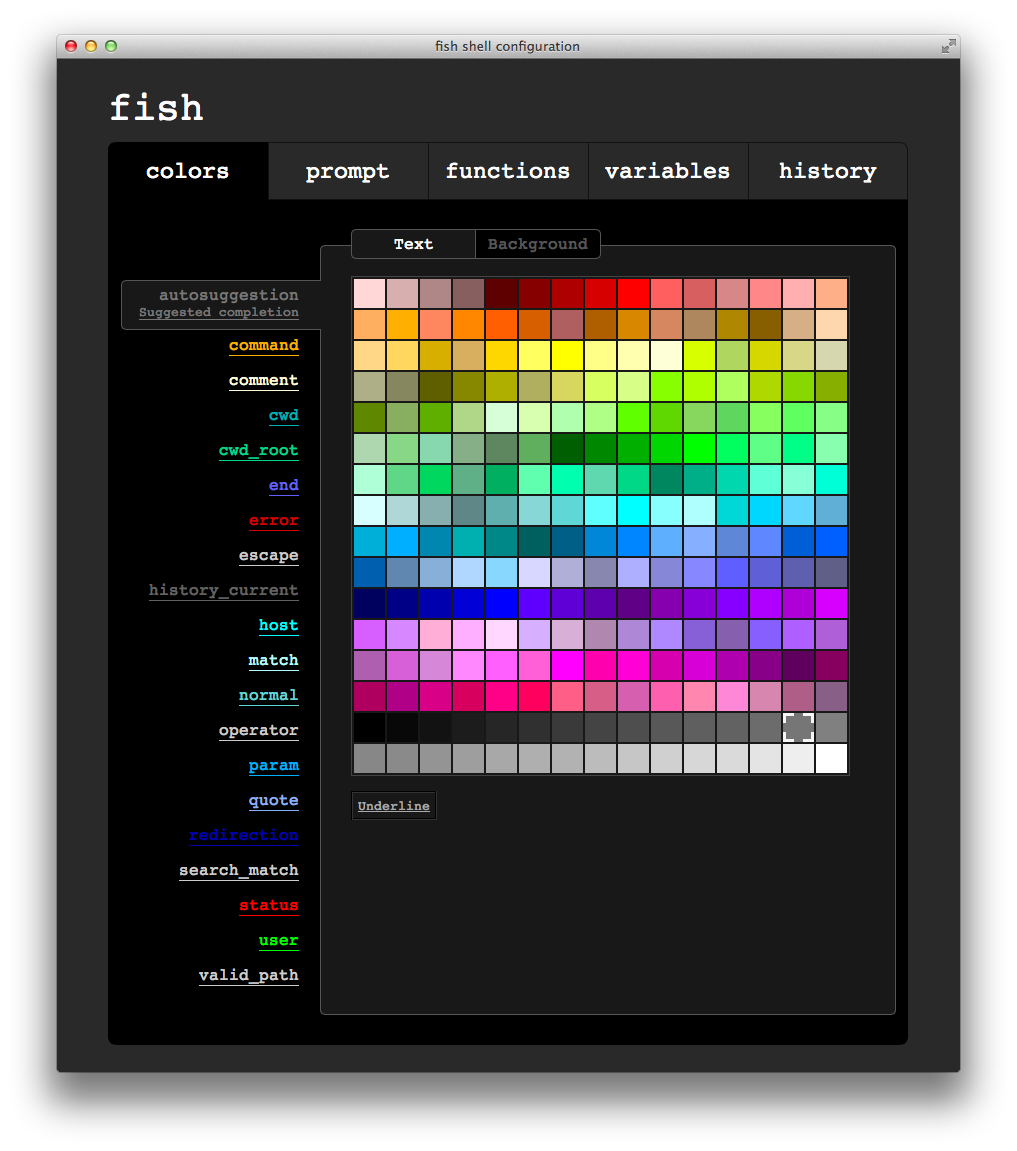 fish shell configuration
fish
colors prompt functions variables history
Text Background
autosuggestion
Suggested completion
command
comment
cwd
cwd_root
end
error
escape
history_current
host
match
normal
operator
param
quote
redirection
search_match
status
user
valid_path
Underline